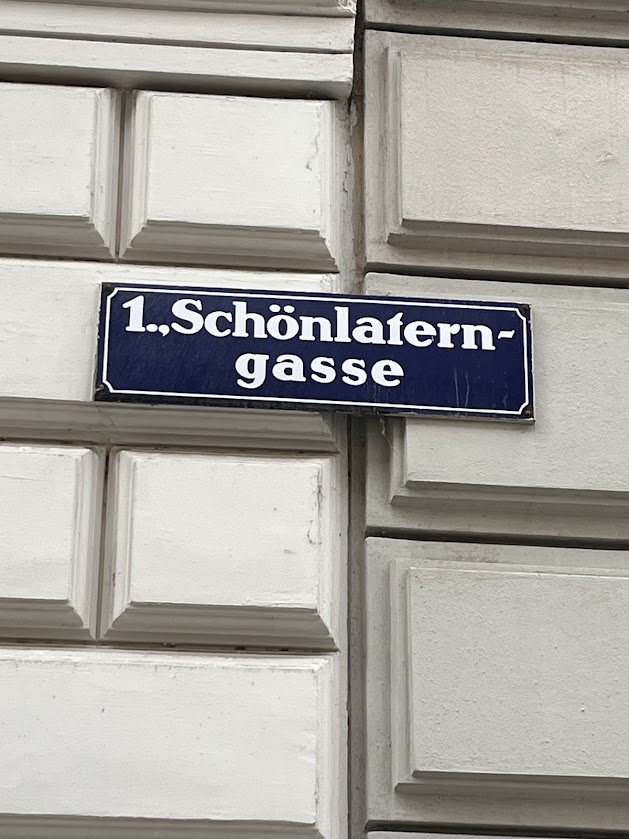 1., Schönlatern-
gasse